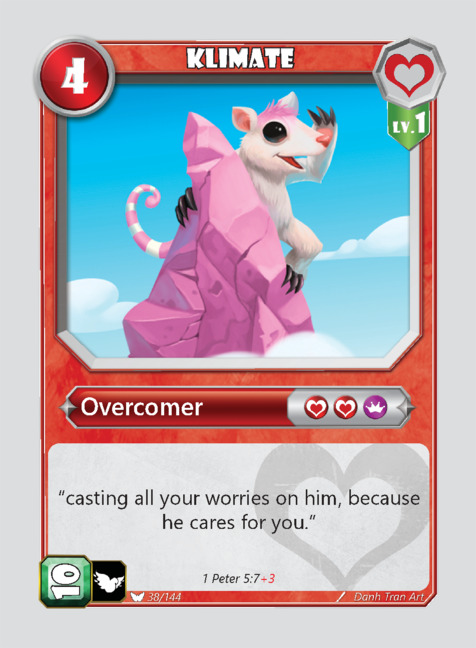 4
KLIMATE
LV.1
Overcomer
“casting all your worries on him, because
he cares for you.”
1 Peter 5:7+3
10
38/144
Danh Tran Art